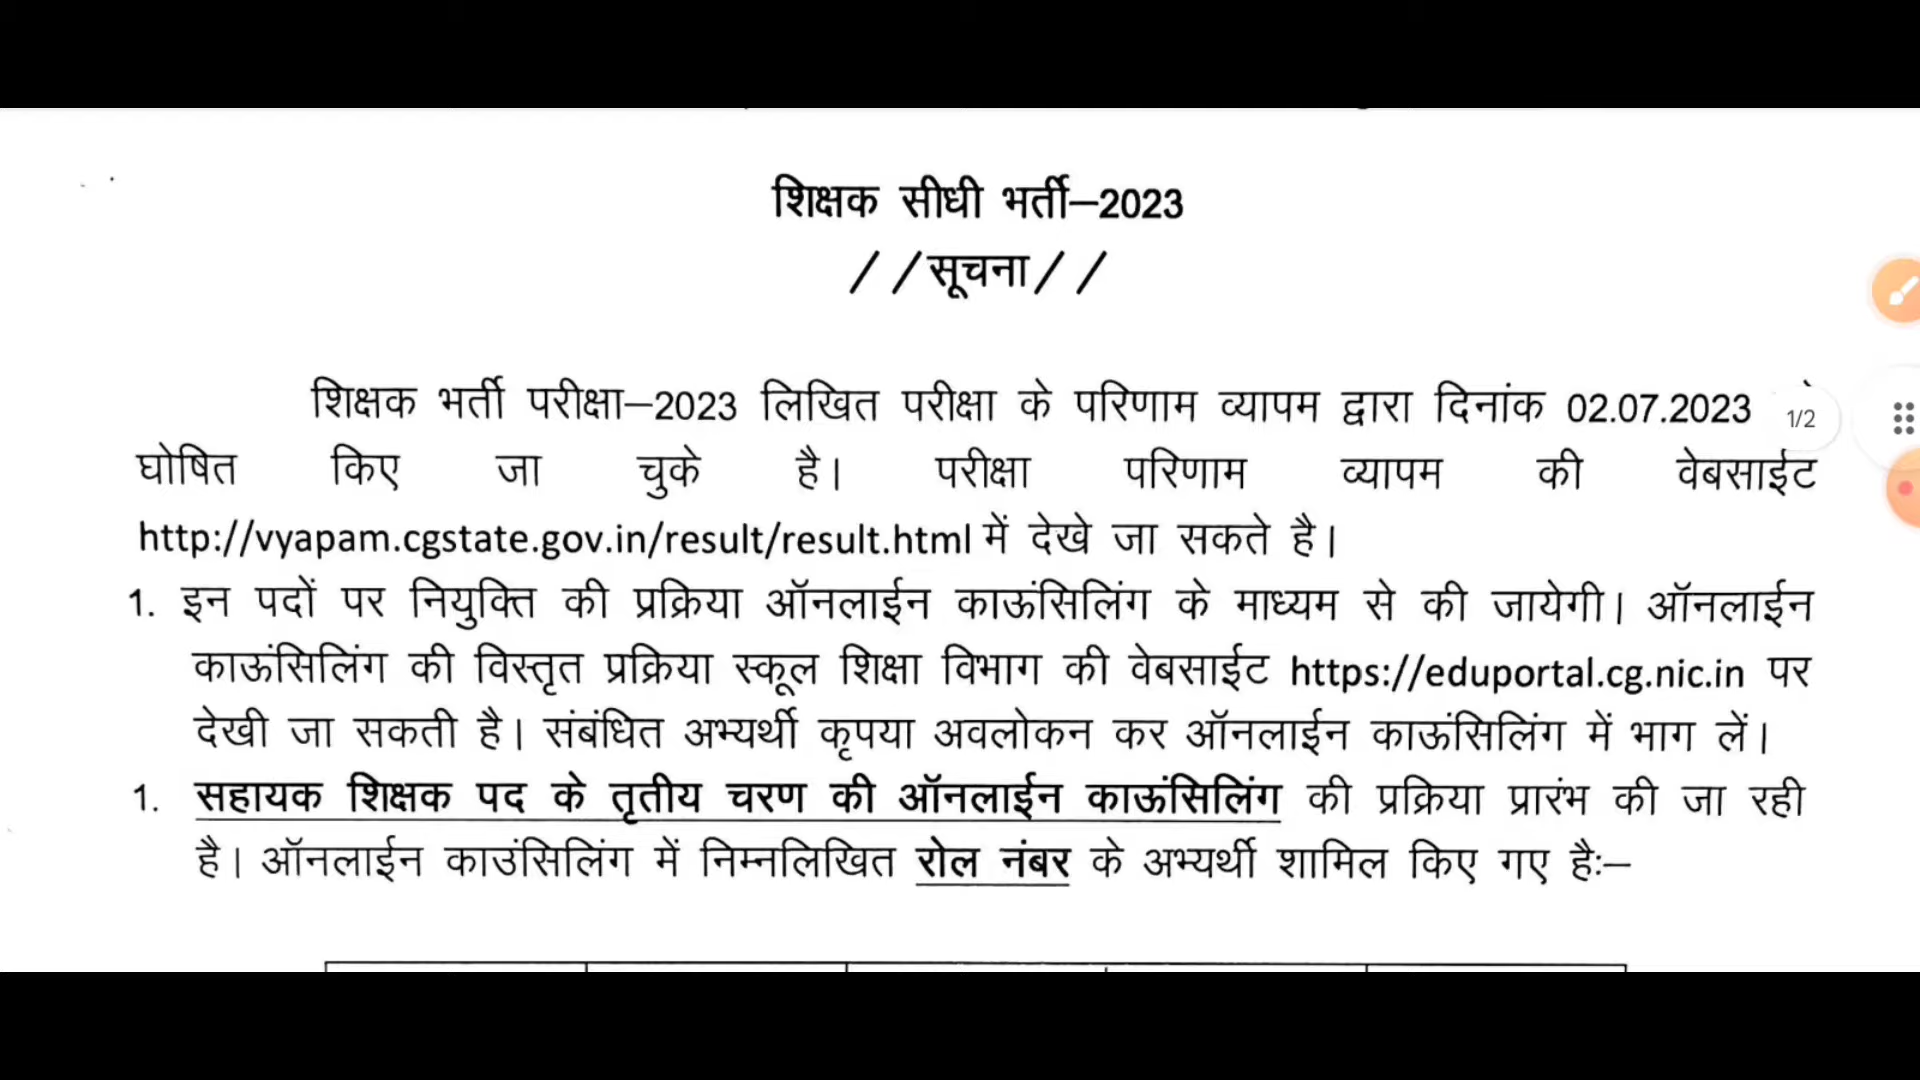 शिक्षक सीधी भर्ती–2023
//सूचना//
शिक्षक भर्ती परीक्षा–2023 लिखित परीक्षा के परिणाम व्यापम द्वारा दिनांक 02.07.2023
1/2
घोषित किए जा चुके है। परीक्षा परिणाम व्यापम की वेबसाईट
http://vyapam.cgstate.gov.in/result/result.html में देखे जा सकते है।
1. इन पदों पर नियुक्ति की प्रक्रिया ऑनलाईन काऊंसिलिंग के माध्यम से की जायेगी। ऑनलाईन
काऊंसिलिंग की विस्तृत प्रक्रिया स्कूल शिक्षा विभाग की वेबसाईट https://eduportal.cg.nic.in पर
देखी जा सकती है। संबंधित अभ्यर्थी कृपया अवलोकन कर ऑनलाईन काऊंसिलिंग में भाग लें।
1. सहायक शिक्षक पद के तृतीय चरण की ऑनलाईन काऊंसिलिंग की प्रक्रिया प्रारंभ की जा रही
है। ऑनलाईन काउंसिलिंग में निम्नलिखित रोल नंबर के अभ्यर्थी शामिल किए गए हैः–